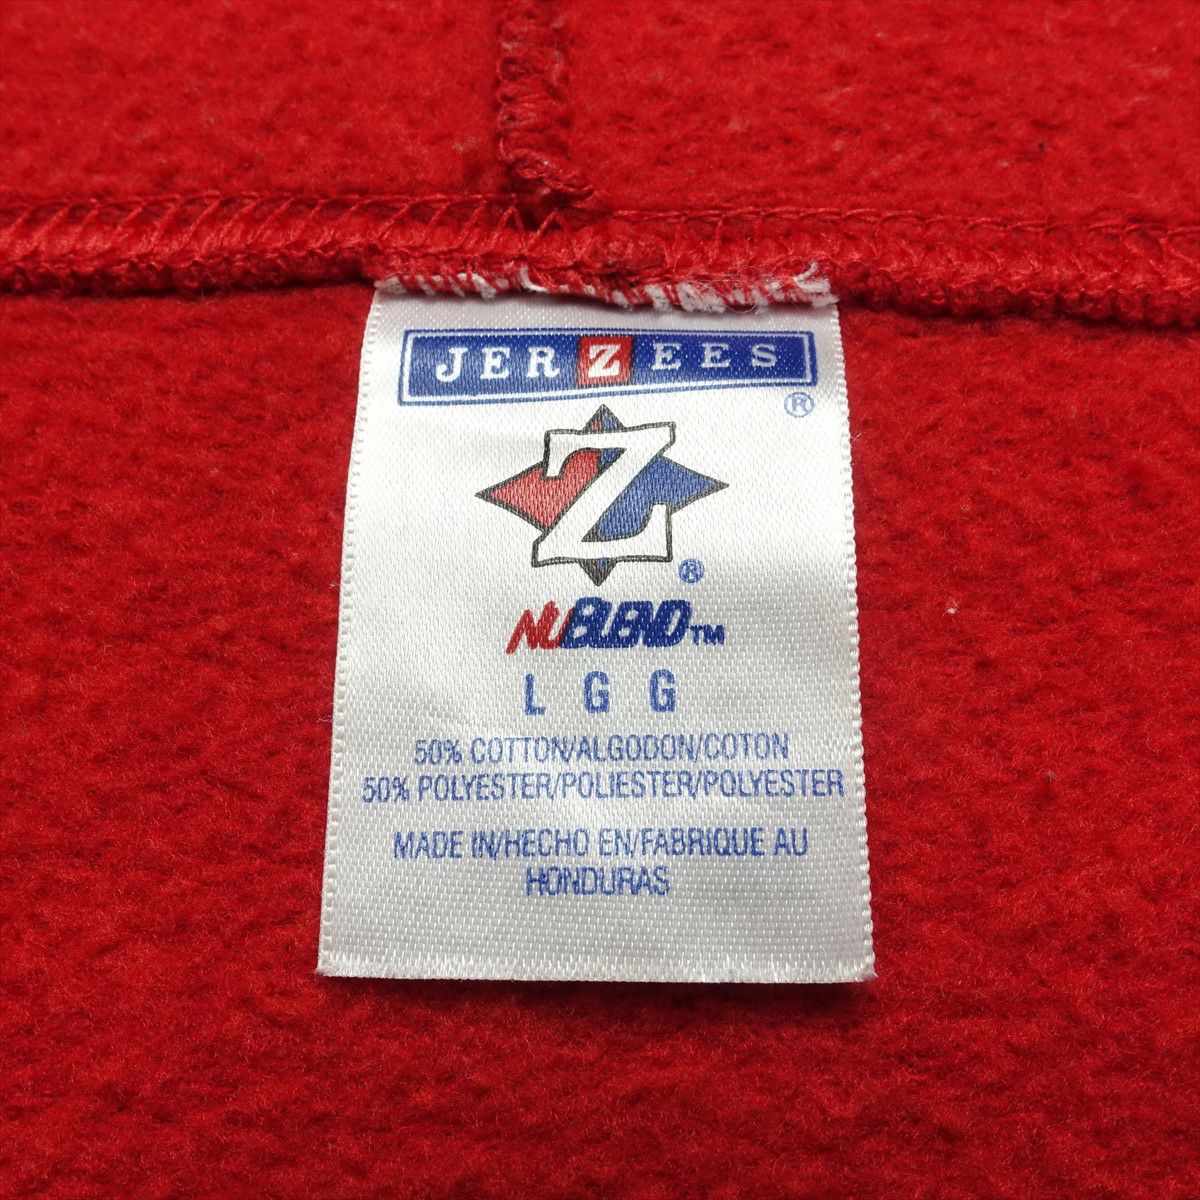 JERZEES
®
Z
®
NUBLEND™
L G G
50% COTTON/ALGODON/COTON
50% POLYESTER/POLIESTER/POLYESTER
MADE IN/HECHO EN/FABRIQUE AU
HONDURAS